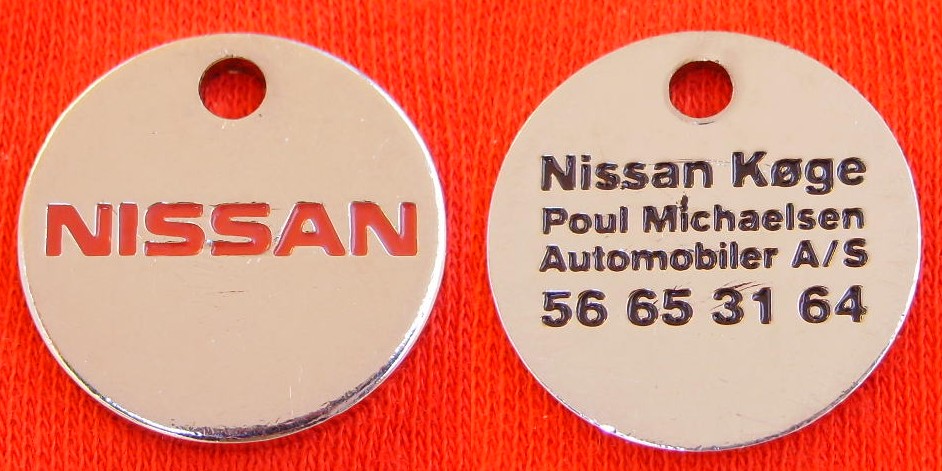 NISSAN
Nissan Køge
Poul Michaelsen
Automobiler A/S
56 65 31 64